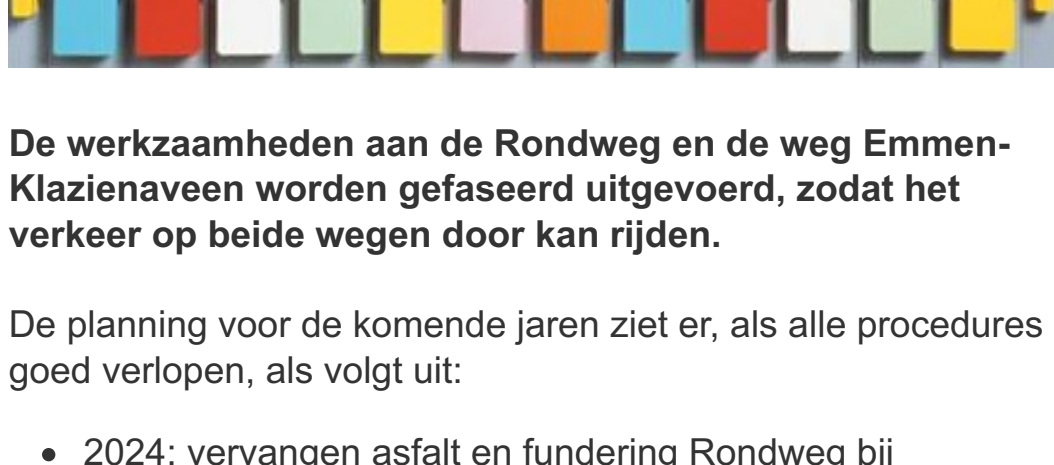 De werkzaamheden aan de Rondweg en de weg Emmen-
Klazienaveen worden gefaseerd uitgevoerd, zodat het
verkeer op beide wegen door kan rijden.
De planning voor de komende jaren ziet er, als alle procedures
goed verlopen, als volgt uit:
• 2024: vervangen asfalt en fundering Rondweg bij